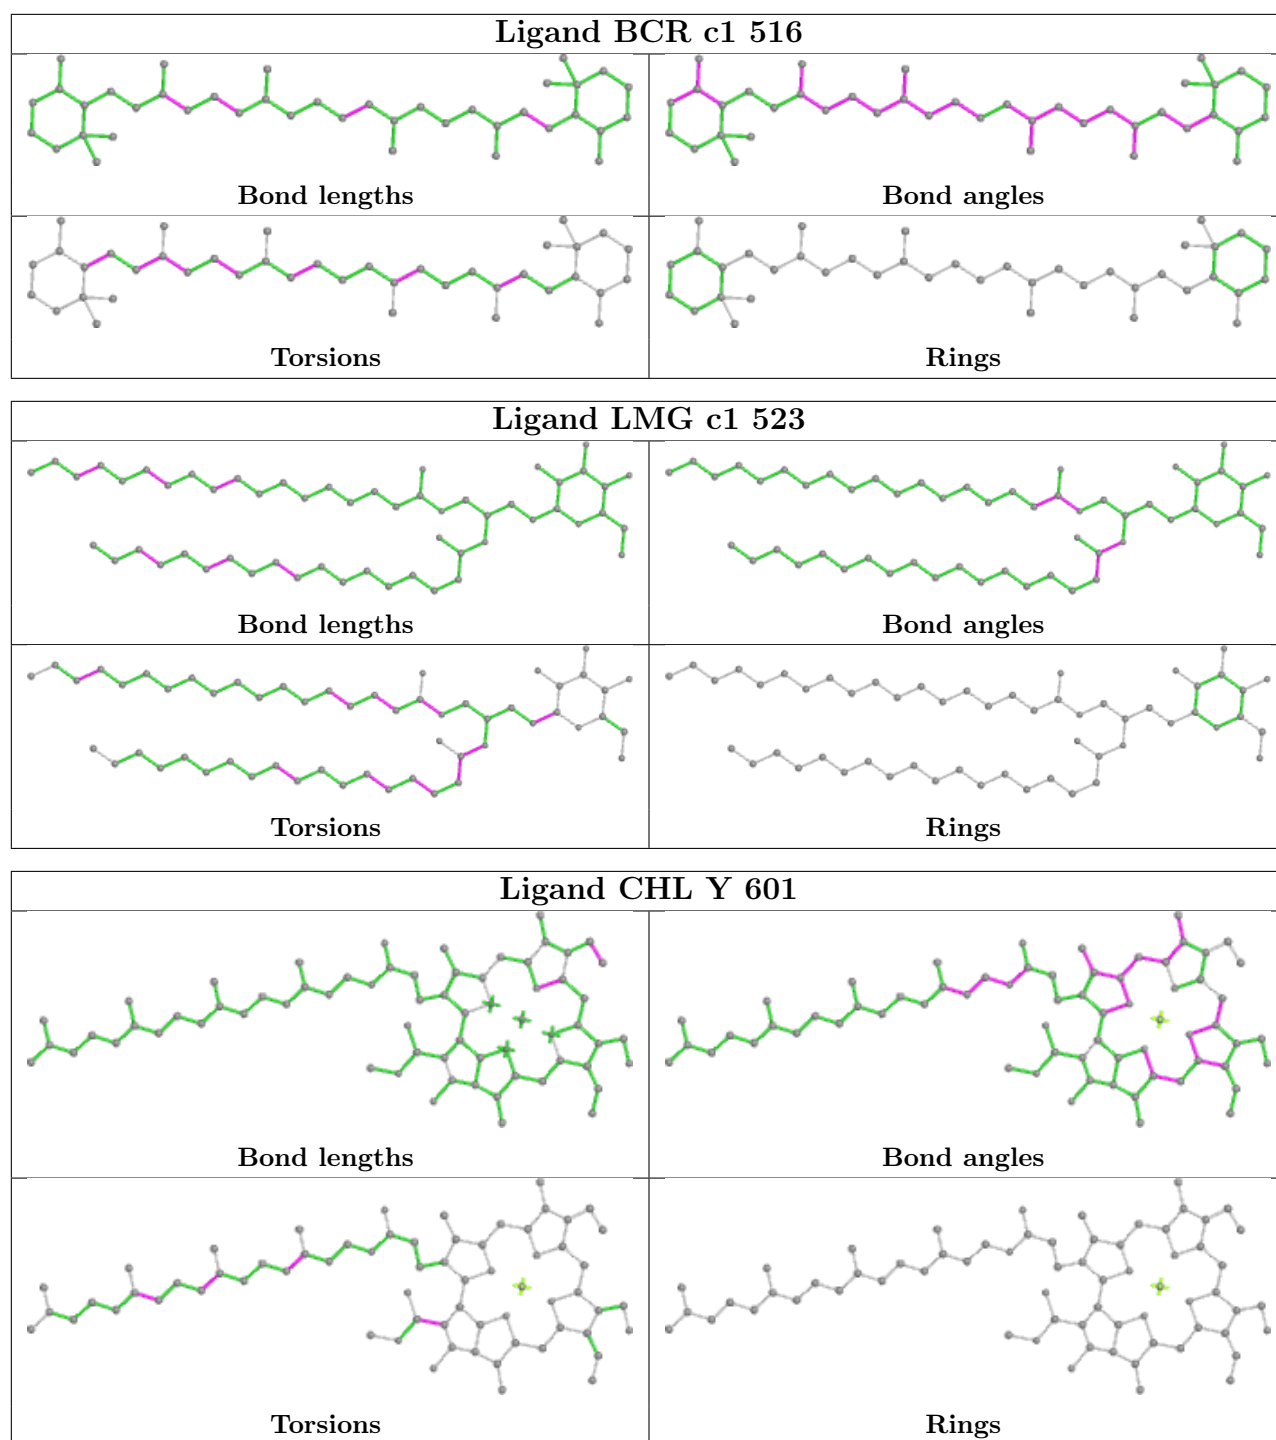 Ligand BCR c1 516
Bond lengths
Bond angles
Torsions
Rings
Ligand LMG c1 523
Bond lengths
Bond angles
Torsions
Rings
Ligand CHL Y 601
Bond lengths
Bond angles
Torsions
Rings